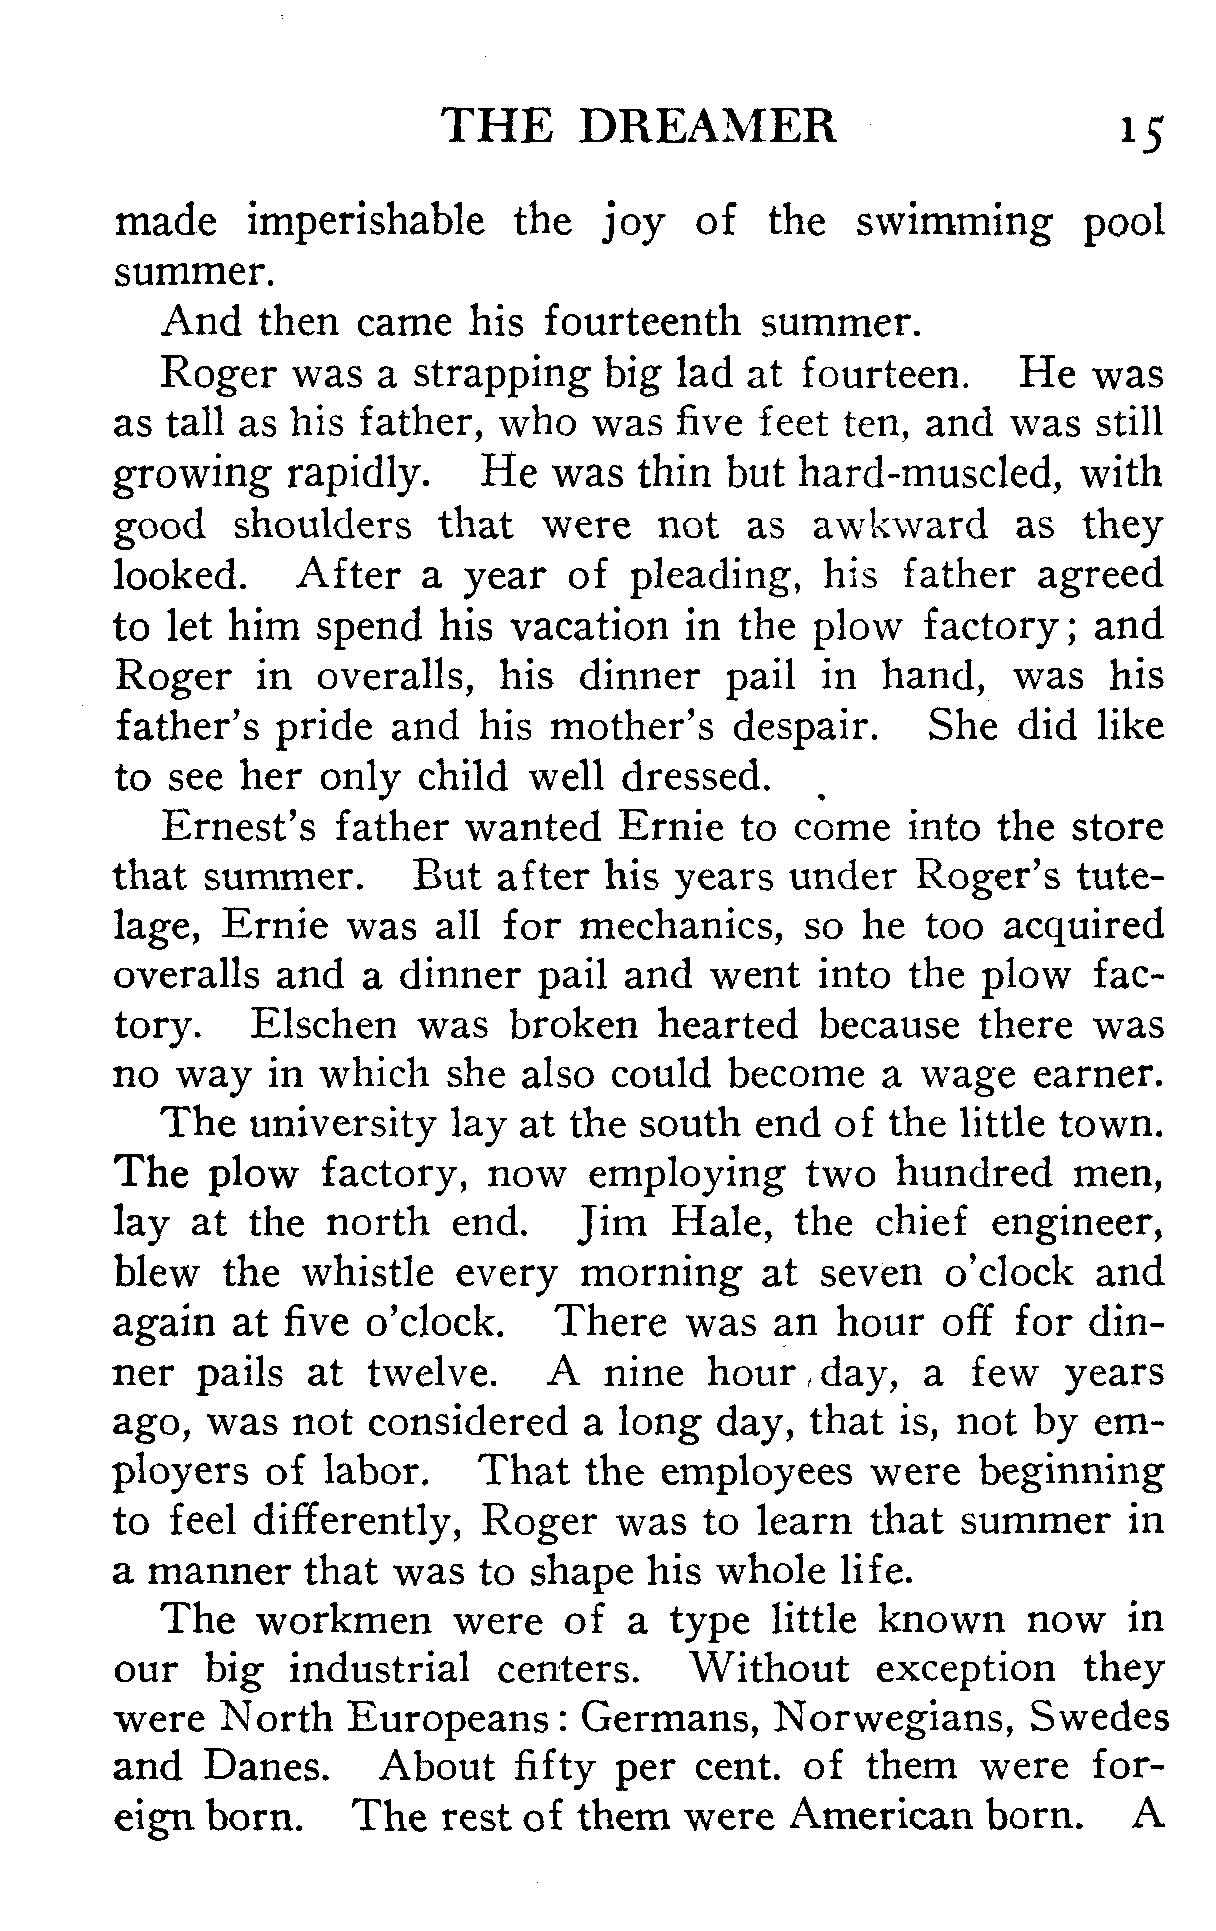 THE DREAMER 15
made imperishable the joy of the swimming pool
summer.
And then came his fourteenth summer.
Roger was a strapping big lad at fourteen. He was
as tall as his father, who was five feet ten, and was still
growing rapidly. He was thin but hard-muscled, with
good shoulders that were not as awkward as they
looked. After a year of pleading, his father agreed
to let him spend his vacation in the plow factory; and
Roger in overalls, his dinner pail in hand, was his
father's pride and his mother's despair. She did like
to see her only child well dressed.
Ernest's father wanted Ernie to come into the store
that summer. But after his years under Roger's tute-
lage, Ernie was all for mechanics, so he too acquired
overalls and a dinner pail and went into the plow fac-
tory. Elschen was broken hearted because there was
no way in which she also could become a wage earner.
The university lay at the south end of the little town.
The plow factory, now employing two hundred men,
lay at the north end. Jim Hale, the chief engineer,
blew the whistle every morning at seven o'clock and
again at five o'clock. There was an hour off for din-
ner pails at twelve. A nine hour day, a few years
ago, was not considered a long day, that is, not by em-
ployers of labor. That the employees were beginning
to feel differently, Roger was to learn that summer in
a manner that was to shape his whole life.
The workmen were of a type little known now in
our big industrial centers. Without exception they
were North Europeans: Germans, Norwegians, Swedes
and Danes. About fifty per cent. of them were for-
eign born. The rest of them were American born. A